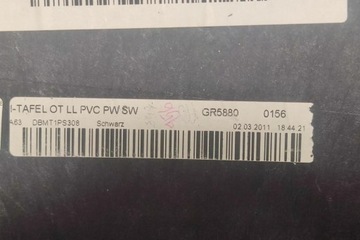 I-TAFEL OT LL PVC PW SW GR5880 0156
A63 DBMT1PS308 Schwarz 02.03.2011 18:44:21